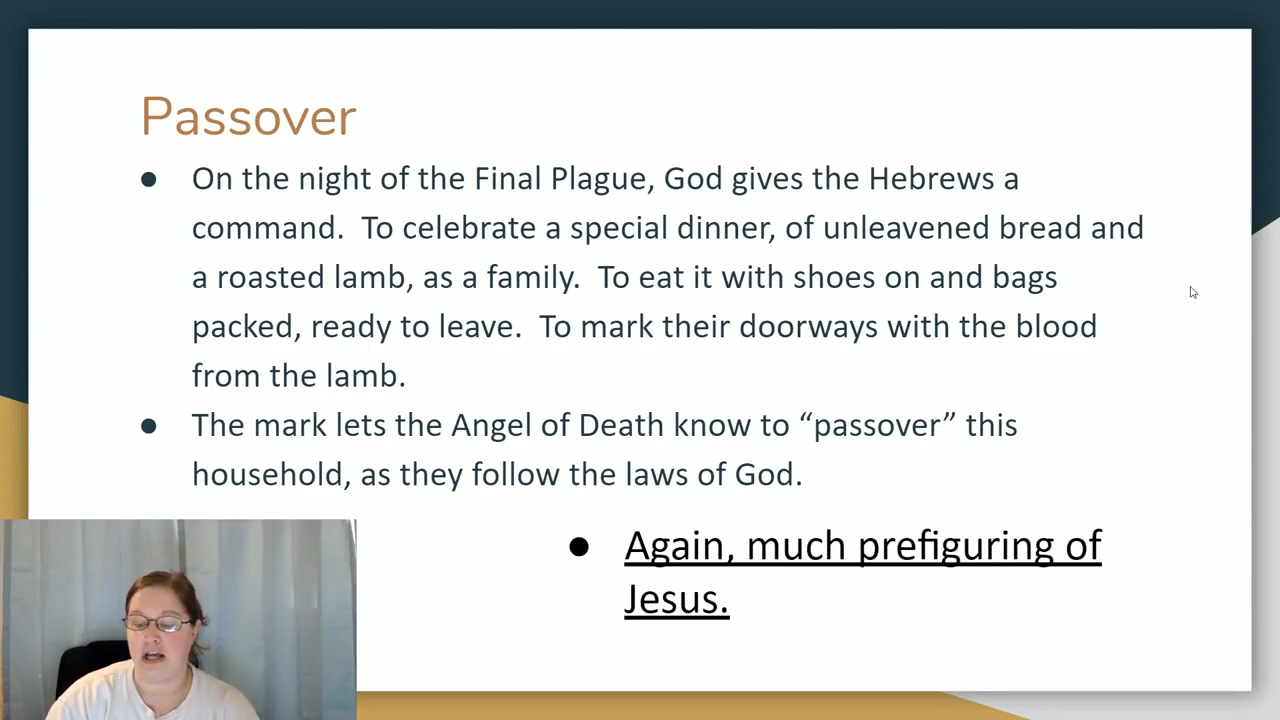 Passover
● On the night of the Final Plague, God gives the Hebrews a
command.  To celebrate a special dinner, of unleavened bread and
a roasted lamb, as a family.  To eat it with shoes on and bags
packed, ready to leave.  To mark their doorways with the blood
from the lamb.
● The mark lets the Angel of Death know to “passover” this
household, as they follow the laws of God.
● Again, much prefiguring of
Jesus.